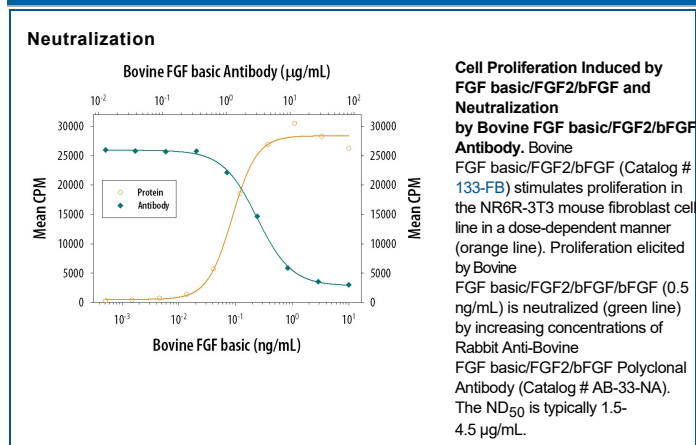 Neutralization
Bovine FGF basic Antibody (μg/mL)
10-2 10-1 100 101 102
30000 30000
25000 25000
20000 20000
15000 15000
10000 10000
5000 5000
0 0
Mean CPM
Mean CPM
Protein
Antibody
10-3 10-2 10-1 100 101
Bovine FGF basic (ng/mL)
Cell Proliferation Induced by
FGF basic/FGF2/bFGF and
Neutralization
by Bovine FGF basic/FGF2/bFGF
Antibody. Bovine
FGF basic/FGF2/bFGF (Catalog #
133-FB) stimulates proliferation in
the NR6R-3T3 mouse fibroblast cell
line in a dose-dependent manner
(orange line). Proliferation elicited
by Bovine
FGF basic/FGF2/bFGF/bFGF (0.5
ng/mL) is neutralized (green line)
by increasing concentrations of
Rabbit Anti-Bovine
FGF basic/FGF2/bFGF Polyclonal
Antibody (Catalog # AB-33-NA).
The ND50 is typically 1.5-
4.5 μg/mL.